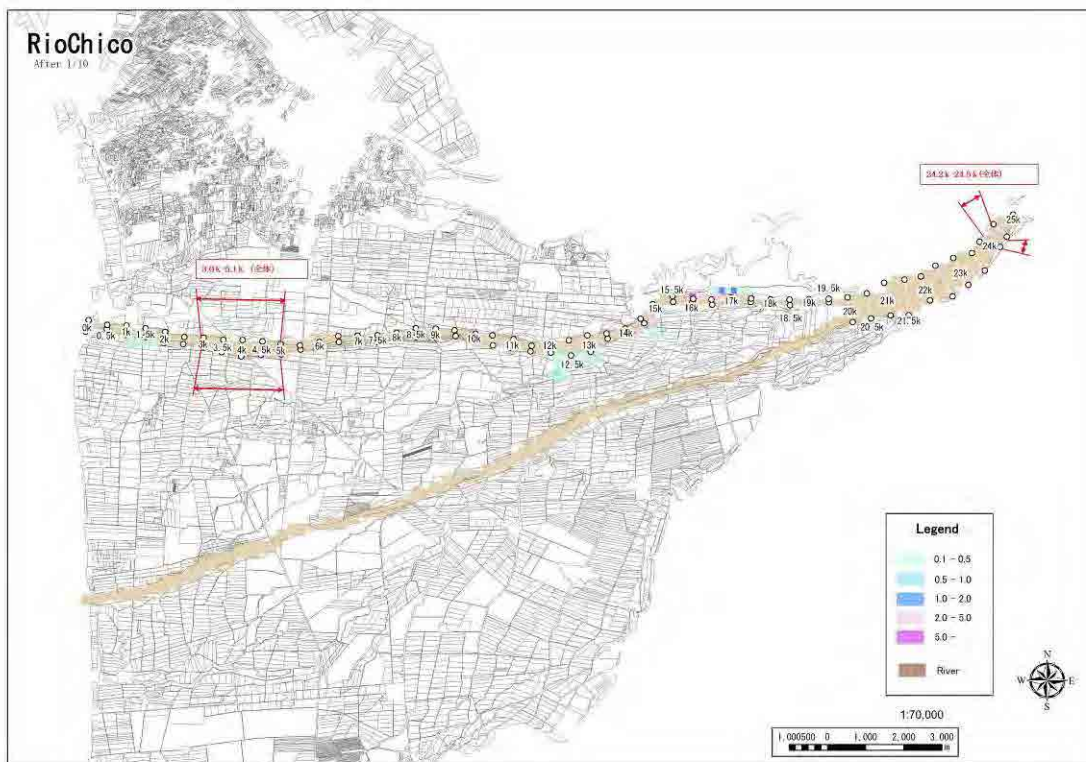 RioChico
After 1/10
24.2k-24.5k(全体)
25k
24k
23k
3.0k-5.1k (全体)
15.5k
19.5k
22k
21k
15k
16k
17k
18k
19k
20k
18.5k
20.5k
21.5k
0k
0.5k
1k
1.5k
2k
3k
3.5k
4k
4.5k
5k
6k
7k
7.5k
8k
8.5k
9k
10k
11k
12k
12.5k
13k
14k
Legend
0.1 - 0.5
0.5 - 1.0
1.0 - 2.0
2.0 - 5.0
5.0 -
River
N
W
E
S
1:70,000
1,000500 0 1,000 2,000 3,000